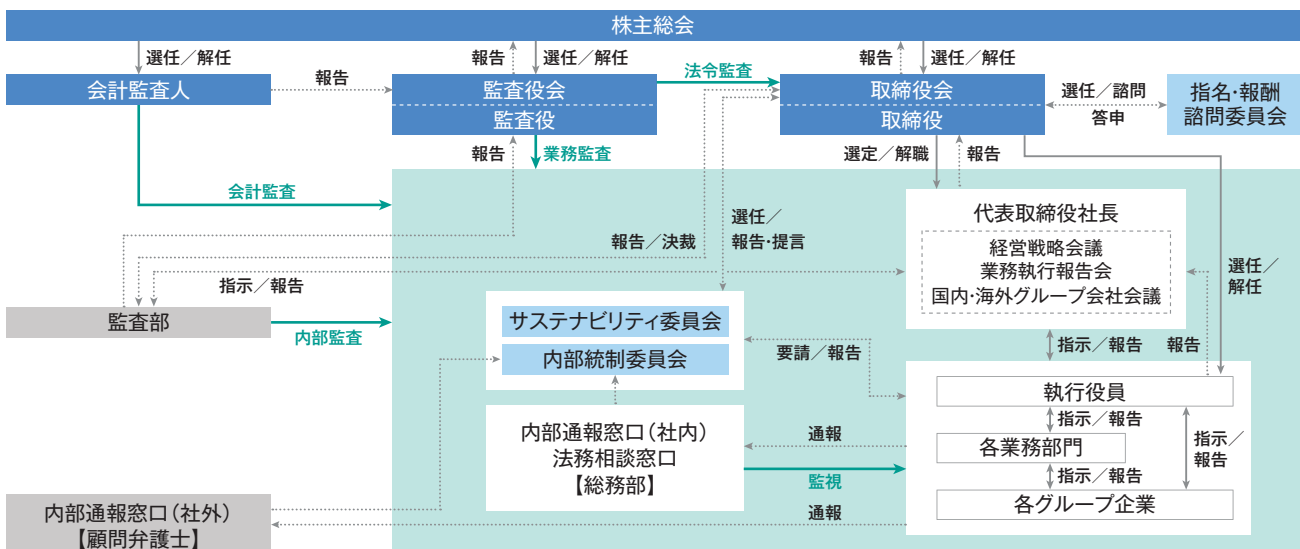 株主総会
選任／解任
報告
選任／解任
報告
選任／解任
会計監査人
報告
監査役会
監査役
法令監査
取締役会
取締役
選任／諮問
答申
指名・報酬
諮問委員会
報告
業務監査
選定／解職
報告
会計監査
代表取締役社長
経営戦略会議
業務執行報告会
国内・海外グループ会社会議
選任／
報告・提言
報告／決裁
指示／報告
選任／
解任
監査部
内部監査
サステナビリティ委員会
内部統制委員会
要請／報告
指示／報告
報告
執行役員
指示／報告
各業務部門
指示／
報告
指示／報告
各グループ企業
内部通報窓口（社内）
法務相談窓口
【総務部】
通報
監視
通報
内部通報窓口（社外）
【顧問弁護士】